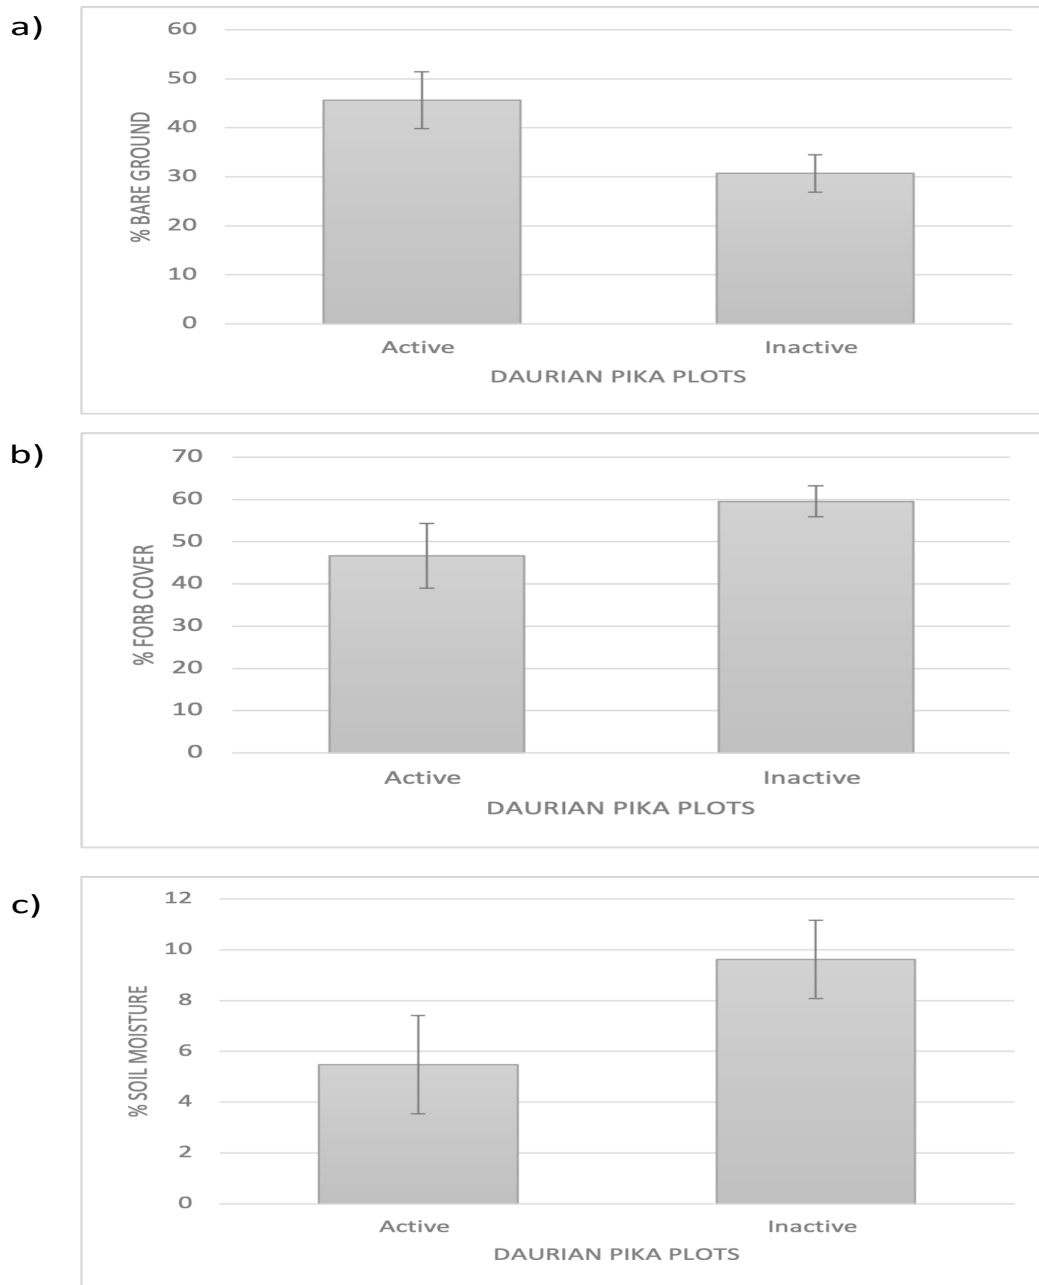 a)
60
50
40
30
20
10
0
% BARE GROUND
Active Inactive
DAURIAN PIKA PLOTS
b)
70
60
50
40
30
20
10
0
% FORB COVER
Active Inactive
DAURIAN PIKA PLOTS
c)
12
10
8
6
4
2
0
% SOIL MOISTURE
Active Inactive
DAURIAN PIKA PLOTS